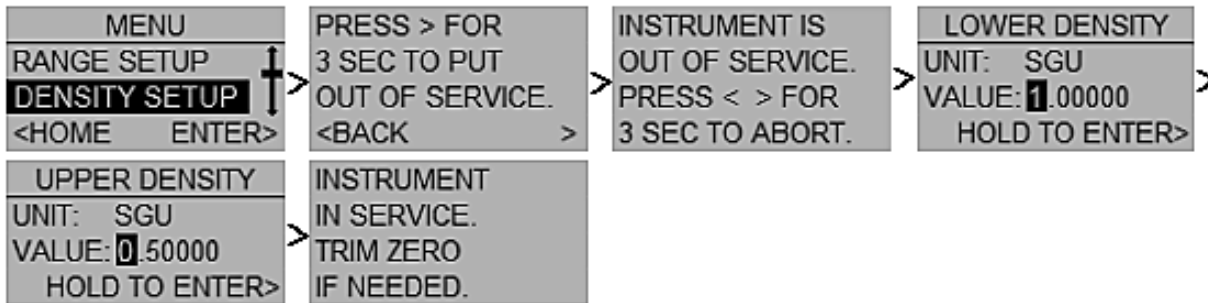 MENU
RANGE SETUP
DENSITY SETUP
<HOME ENTER>
>
PRESS > FOR
3 SEC TO PUT
OUT OF SERVICE.
<BACK >
>
INSTRUMENT IS
OUT OF SERVICE.
PRESS < > FOR
3 SEC TO ABORT.
>
LOWER DENSITY
UNIT: SGU
VALUE: 1.00000
HOLD TO ENTER>
>
UPPER DENSITY
UNIT: SGU
VALUE: 0.50000
HOLD TO ENTER>
>
INSTRUMENT
IN SERVICE.
TRIM ZERO
IF NEEDED.